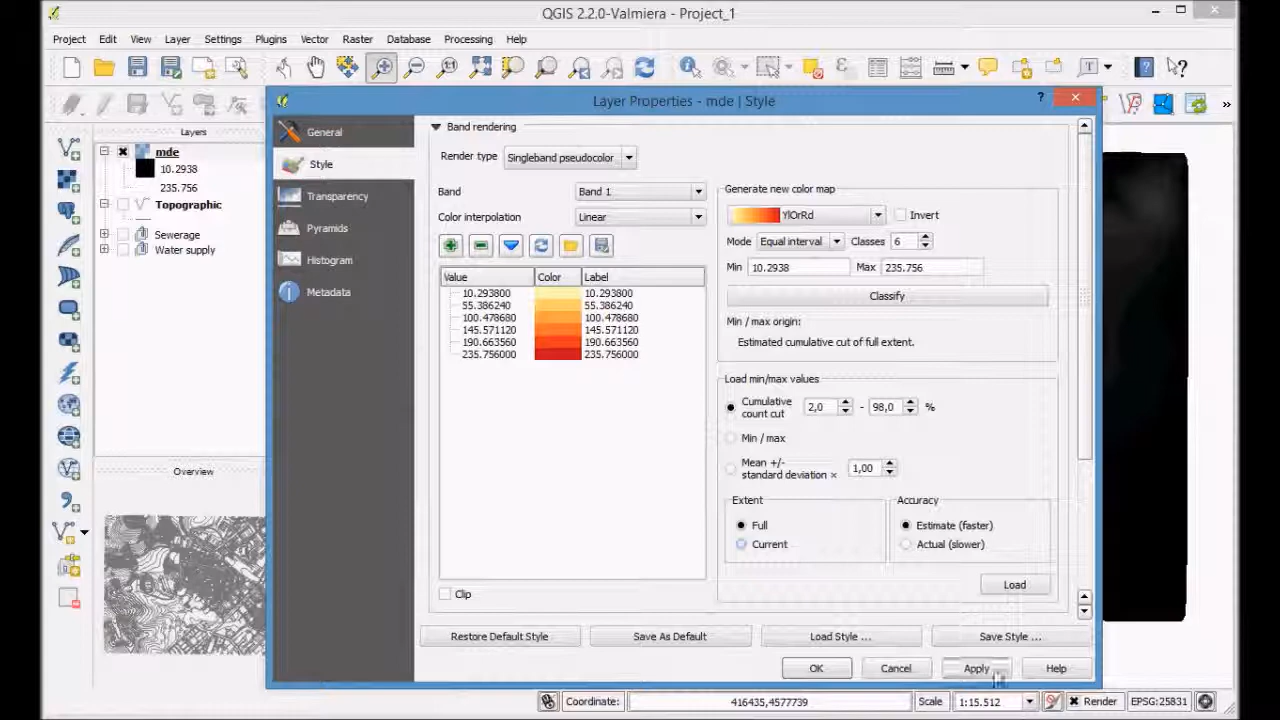 QGIS 2.2.0-Valmiera - Project_1
Project Edit View Layer Settings Plugins Vector Raster Database Processing Help
Layer Properties - mde | Style
Layers
mde
10.2938
235.756
Topographic
Sewerage
Water supply
Overview
General
Style
Transparency
Pyramids
Histogram
Metadata
Band rendering
Render type Singleband pseudocolor
Band Band 1
Color interpolation Linear
Value Color Label
10.293800 10.293800
55.386240 55.386240
100.478680 100.478680
145.571120 145.571120
190.663560 190.663560
235.756000 235.756000
Clip
Generate new color map
YlOrRd Invert
Mode Equal interval Classes 6
Min 10.2938 Max 235.756
Classify
Min / max origin:
Estimated cumulative cut of full extent.
Load min/max values
Cumulative
count cut 2,0 - 98,0 %
Min / max
Mean +/-
standard deviation × 1,00
Extent
Full
Current
Accuracy
Estimate (faster)
Actual (slower)
Load
Restore Default Style Save As Default Load Style ... Save Style ...
OK Cancel Apply Help
Coordinate: 416435,4577739 Scale 1:15.512 Render EPSG:25831